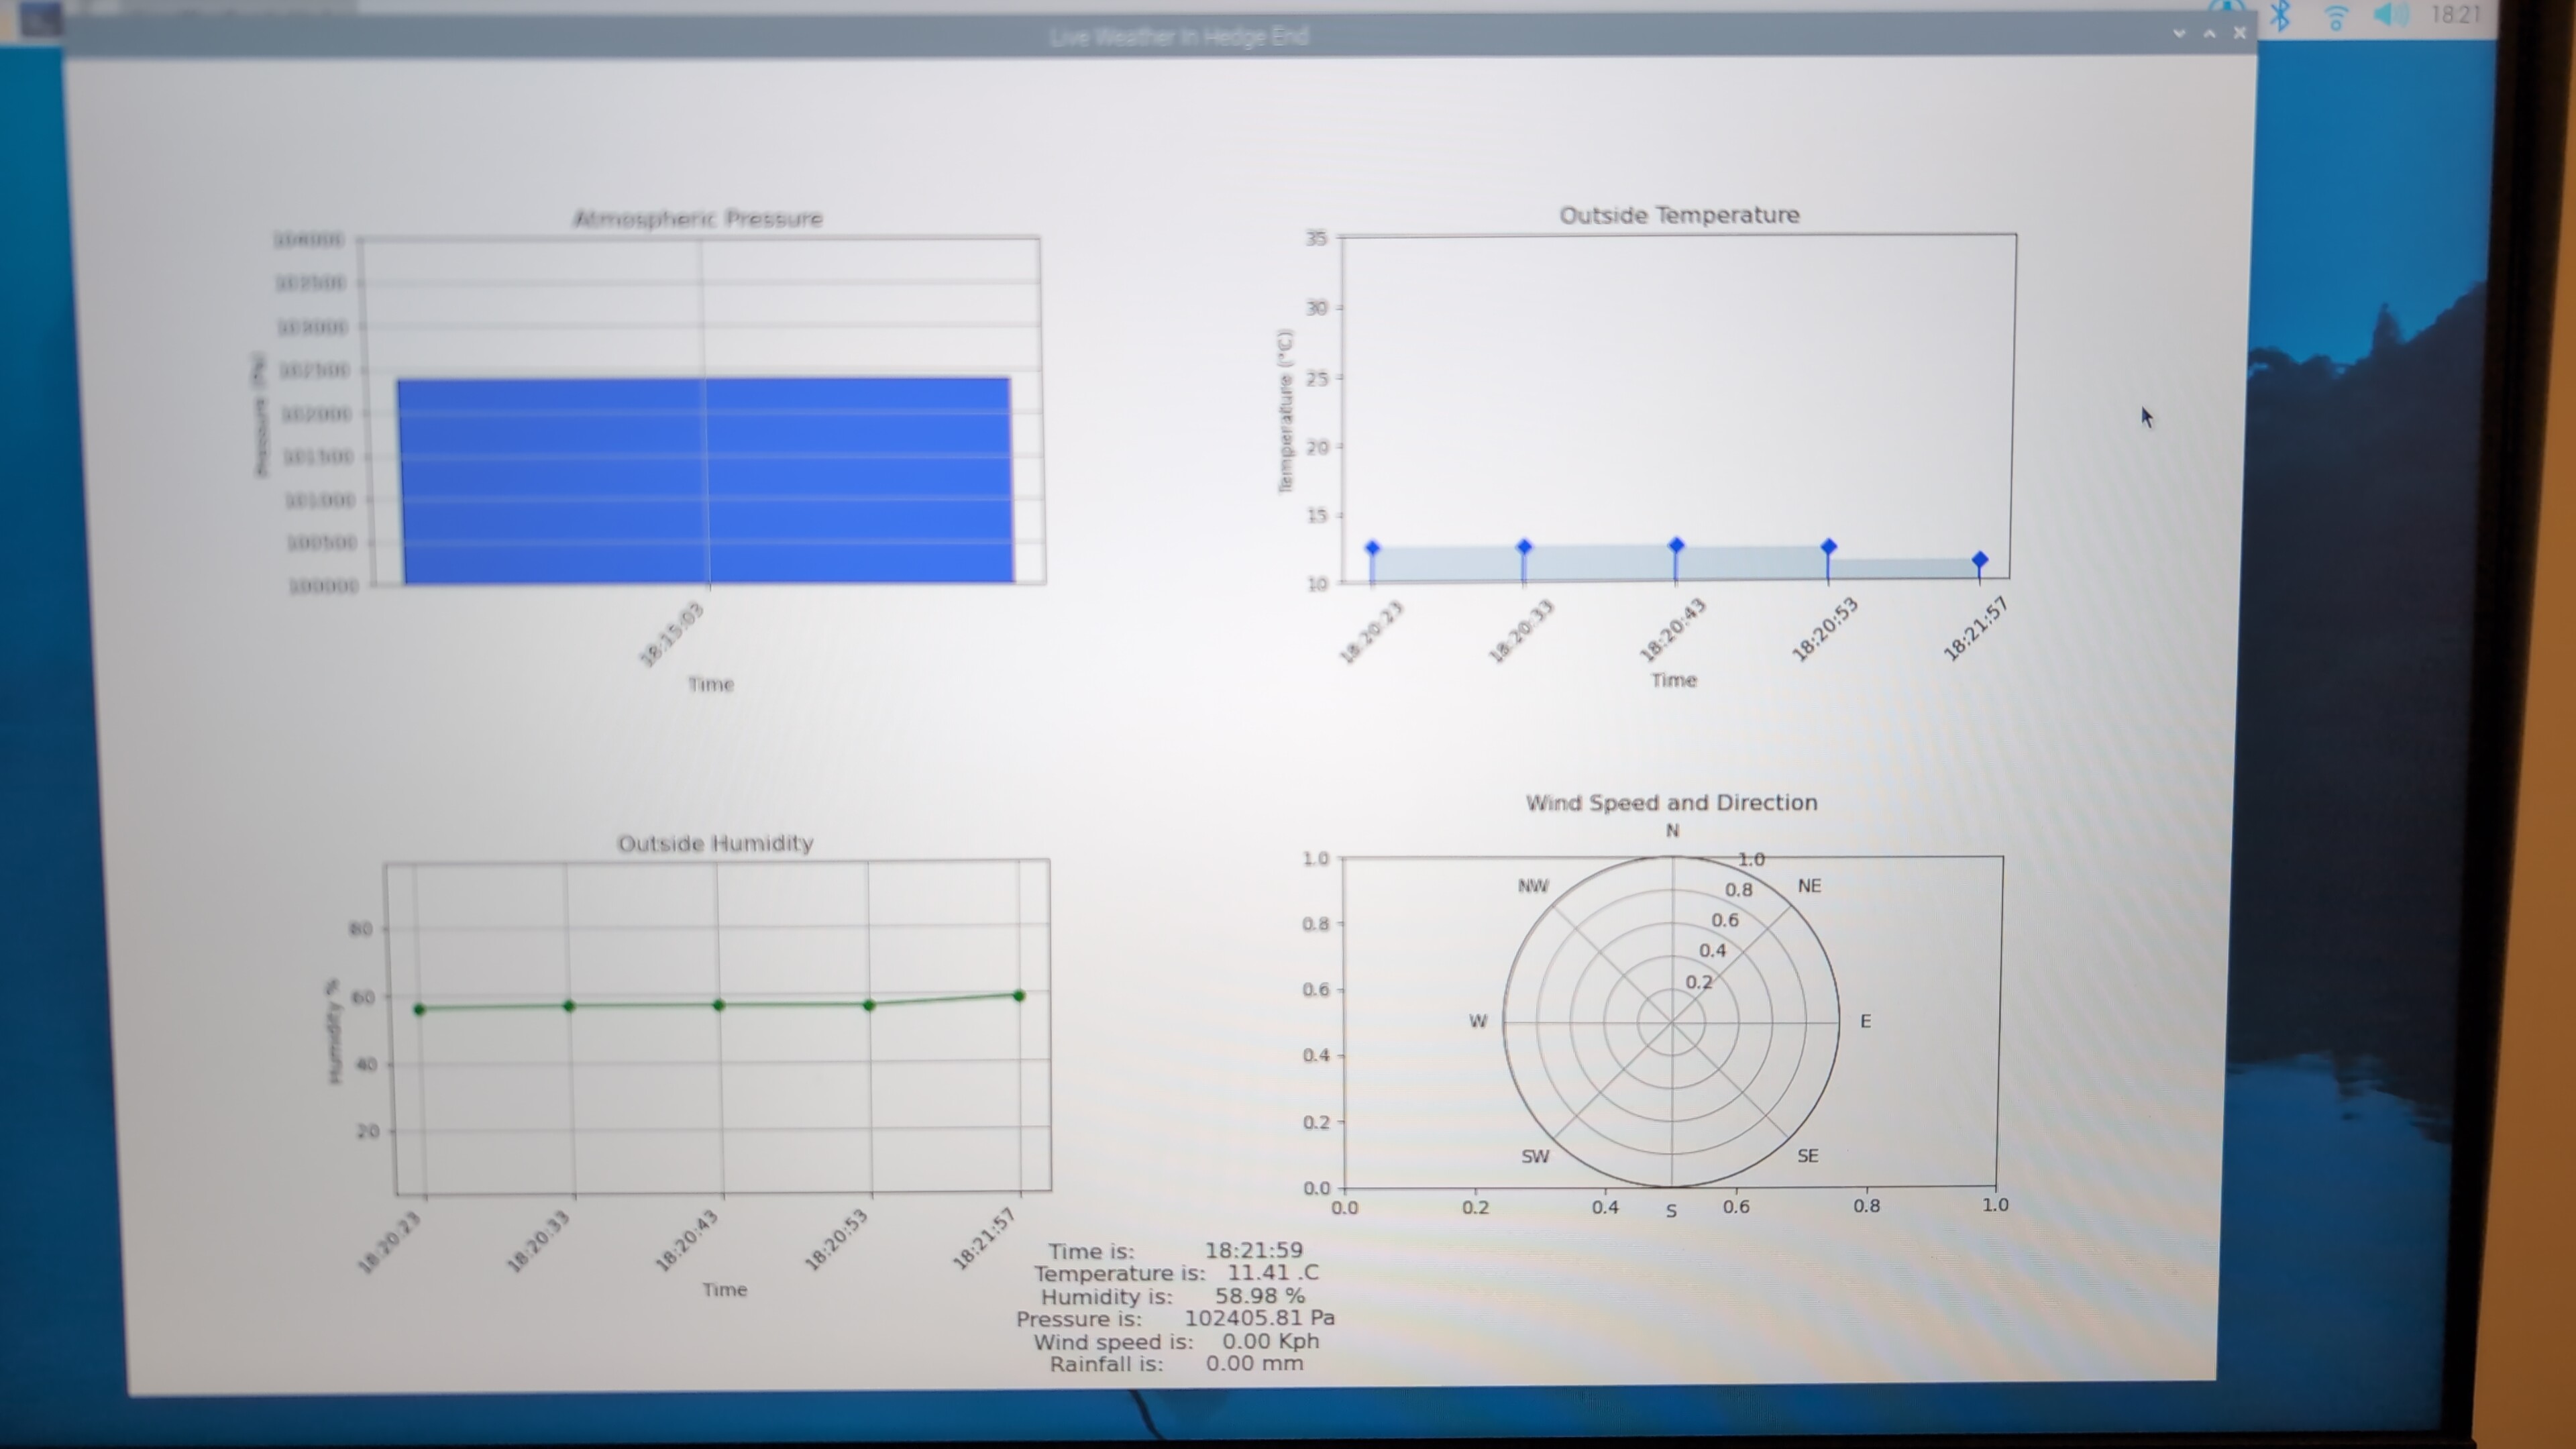 Live Weather In Hedge End
18:21
Atmospheric Pressure
104000
103500
103000
102500
102000
101500
101000
100500
100000
Pressure (Pa)
18:15:03
Time
Outside Temperature
35
30
25
20
15
10
Temperature (°C)
18:20:23
18:20:33
18:20:43
18:20:53
18:21:57
Time
Outside Humidity
80
60
40
20
Humidity %
18:20:23
18:20:33
18:20:43
18:20:53
18:21:57
Time
Wind Speed and Direction
N
1.0
0.8
0.6
0.4
0.2
0.0
NW
NE
1.0
0.8
0.6
0.4
0.2
W
E
SW
SE
0.0
0.2
0.4
S
0.6
0.8
1.0
Time is: 18:21:59
Temperature is: 11.41 .C
Humidity is: 58.98 %
Pressure is: 102405.81 Pa
Wind speed is: 0.00 Kph
Rainfall is: 0.00 mm